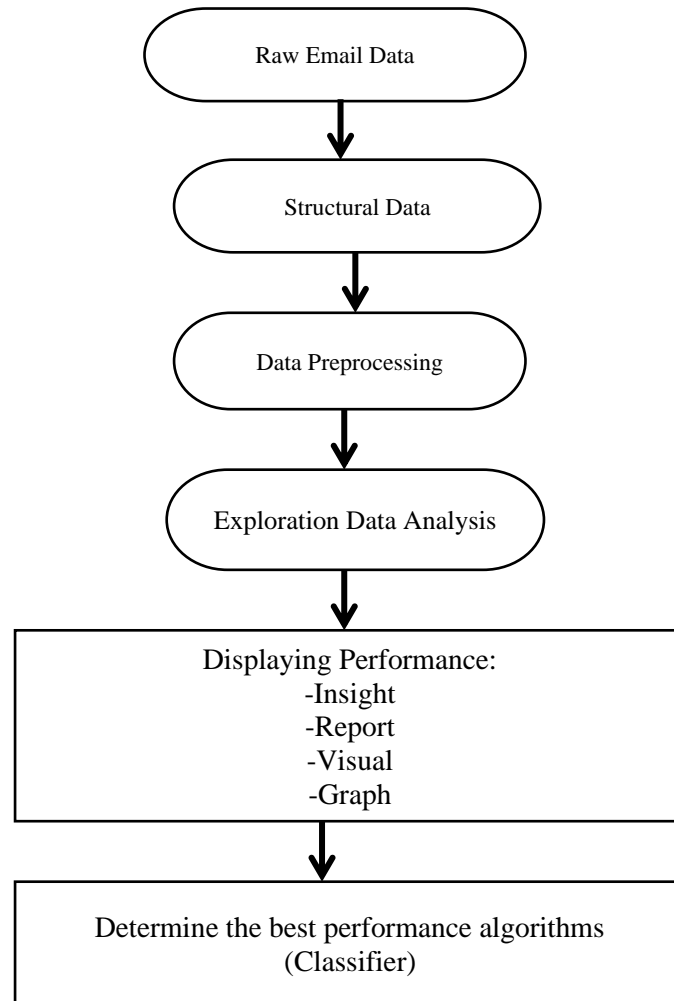 Raw Email Data
Structural Data
Data Preprocessing
Exploration Data Analysis
Displaying Performance:
-Insight
-Report
-Visual
-Graph
Determine the best performance algorithms
(Classifier)